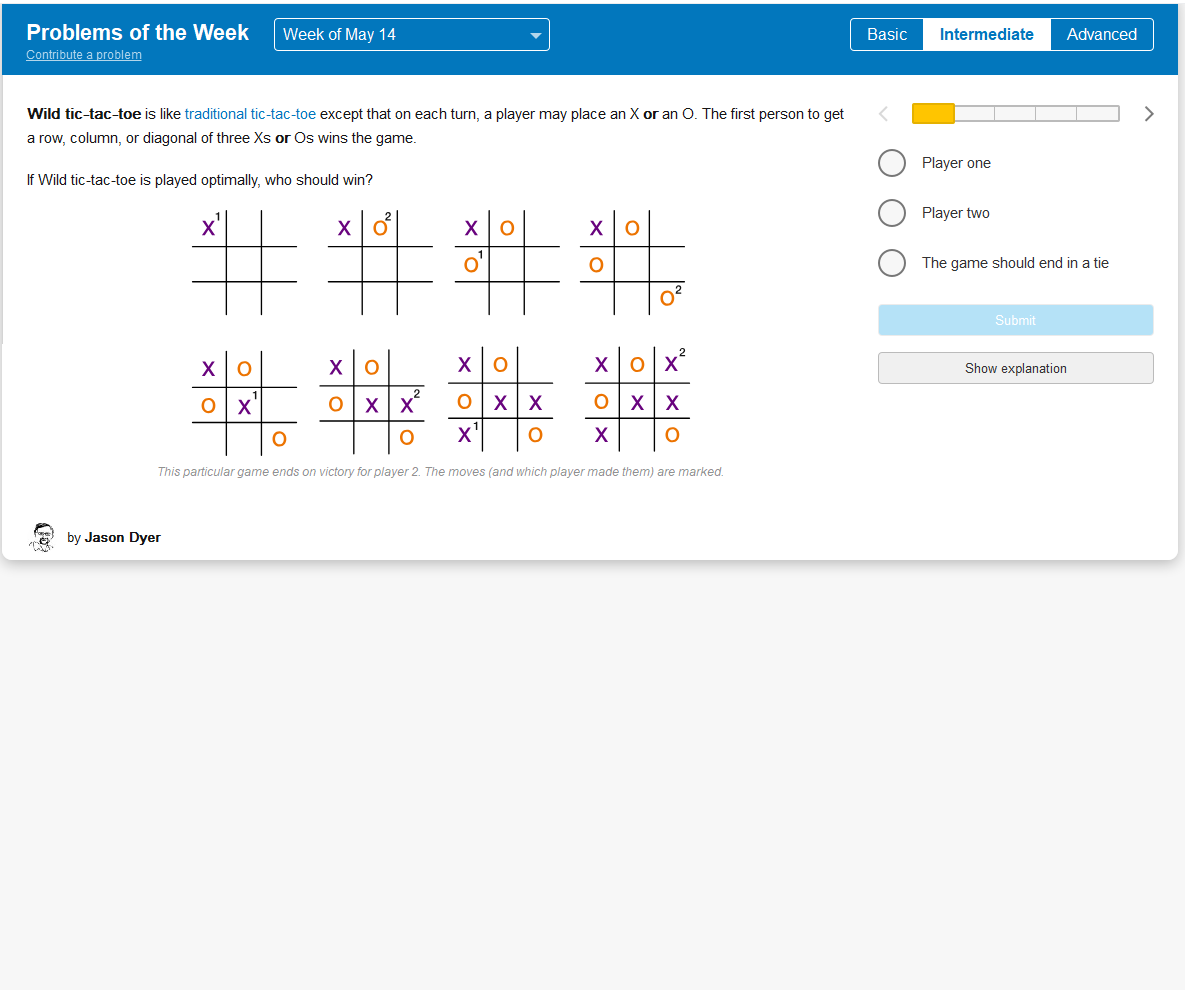 Problems of the Week
Contribute a problem
Week of May 14
Basic
Intermediate
Advanced
Wild tic-tac-toe is like traditional tic-tac-toe except that on each turn, a player may place an X or an O. The first person to get
a row, column, or diagonal of three Xs or Os wins the game.
If Wild tic-tac-toe is played optimally, who should win?
X1
X O2
X O
X O
O1
O
O2
X O
X O
X O
X O X2
O X1
O X X2
O X X
O X X
O
O
X1 O
X O
This particular game ends on victory for player 2. The moves (and which player made them) are marked.
by Jason Dyer
Player one
Player two
The game should end in a tie
Submit
Show explanation